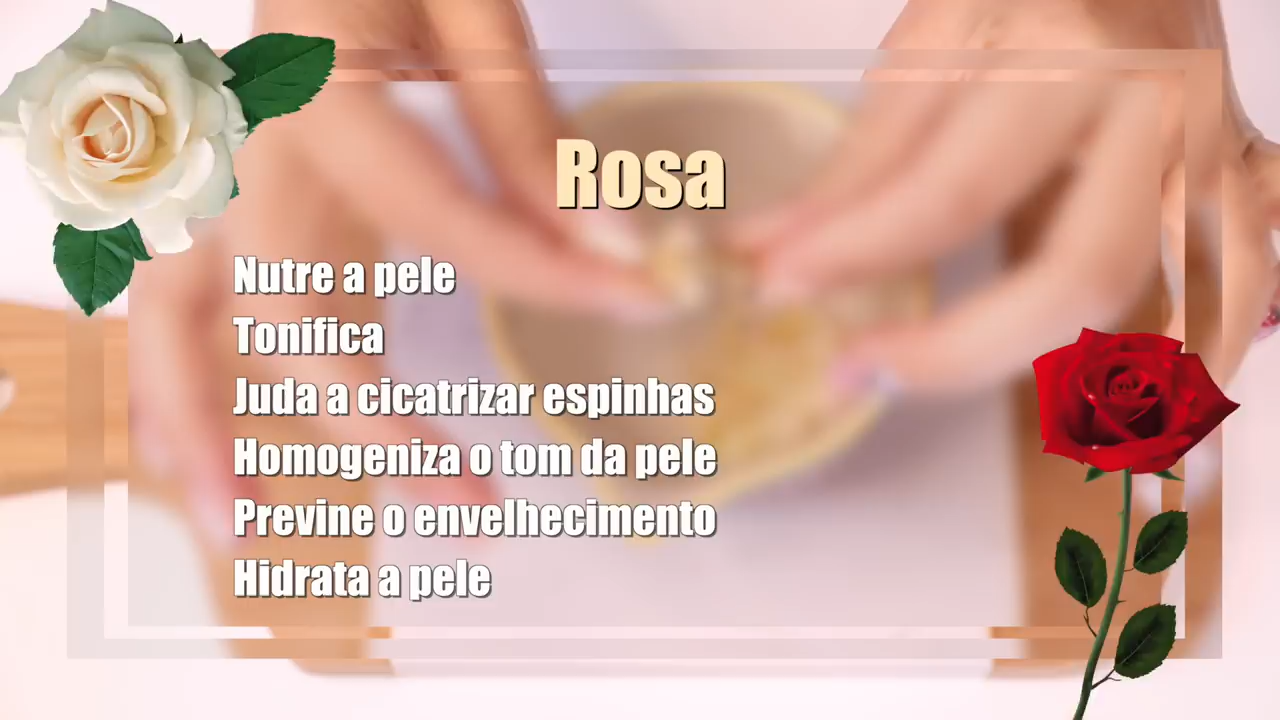 Rosa
Nutre a pele
Tonifica
Juda a cicatrizar espinhas
Homogeniza o tom da pele
Previne o envelhecimento
Hidrata a pele